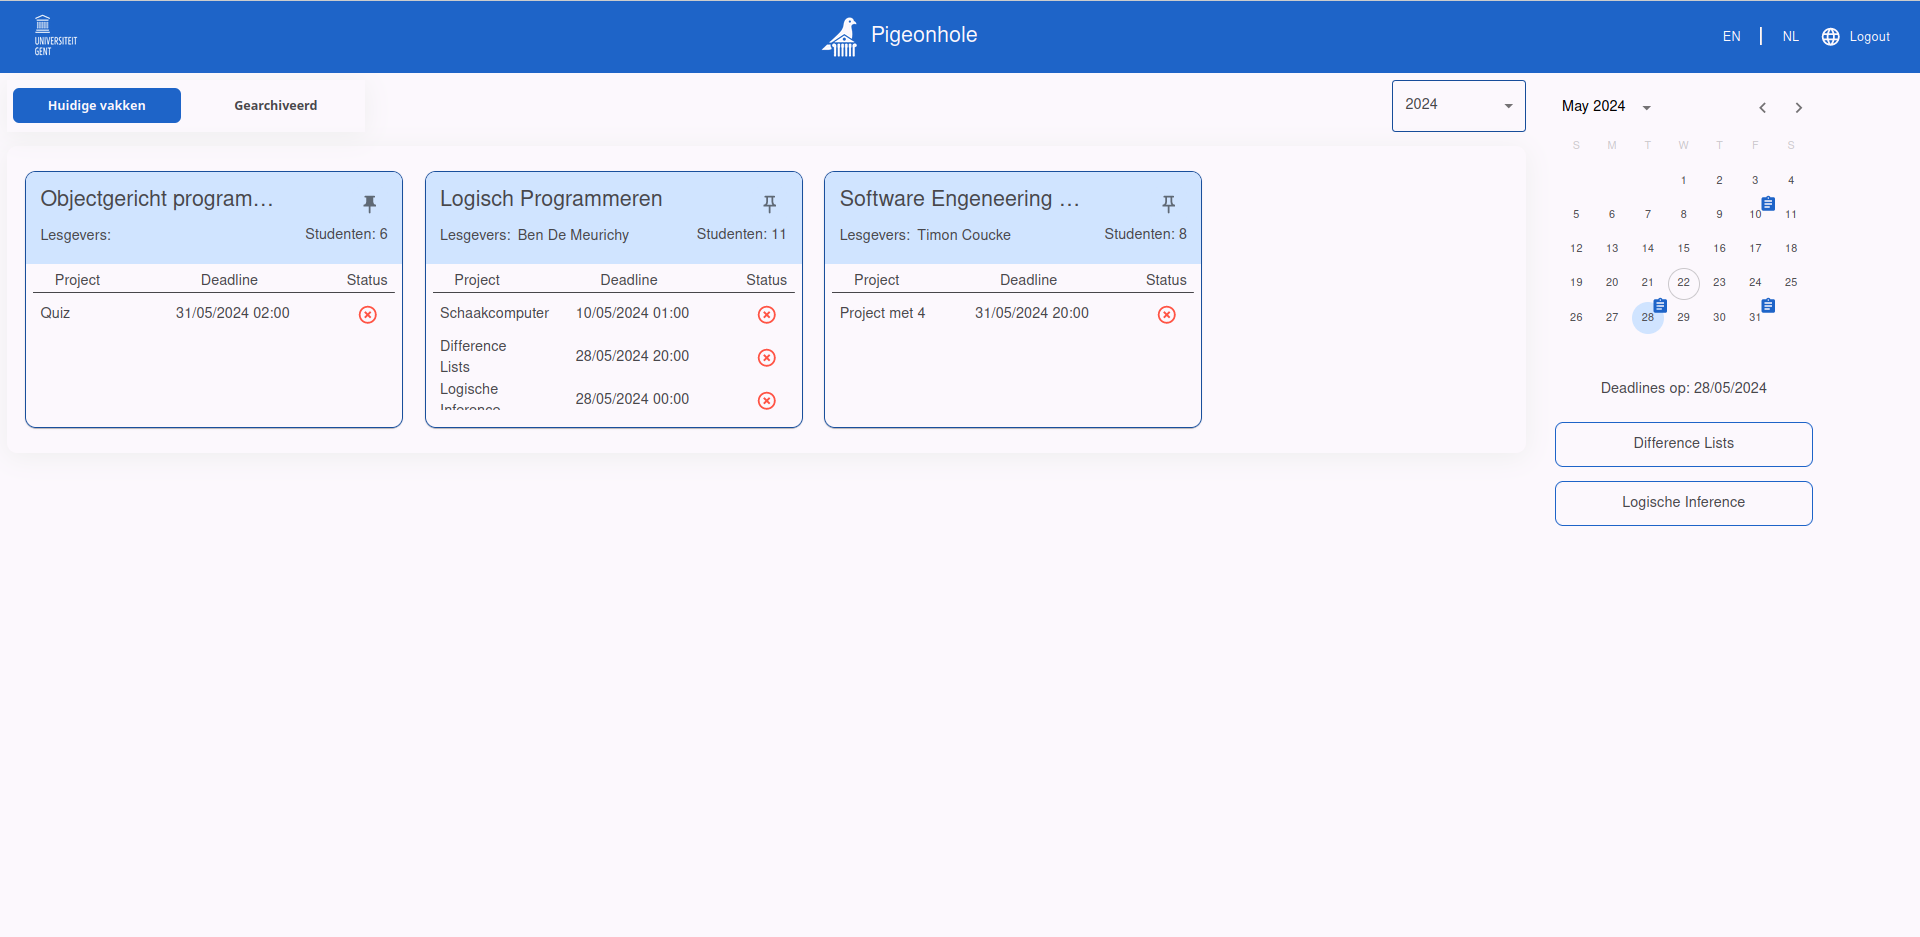 UNIVERSITEIT
GENT
Pigeonhole
EN | NL Logout
Huidige vakken Gearchiveerd
2024
Objectgericht program...
Lesgevers: Studenten: 6
Project Deadline Status
Quiz 31/05/2024 02:00
Logisch Programmeren
Lesgevers: Ben De Meurichy Studenten: 11
Project Deadline Status
Schaakcomputer 10/05/2024 01:00
Difference
Lists 28/05/2024 20:00
Logische
Inference 28/05/2024 00:00
Software Engeneering ...
Lesgevers: Timon Coucke Studenten: 8
Project Deadline Status
Project met 4 31/05/2024 20:00
May 2024
S M T W T F S
1 2 3 4
5 6 7 8 9 10 11
12 13 14 15 16 17 18
19 20 21 22 23 24 25
26 27 28 29 30 31
Deadlines op: 28/05/2024
Difference Lists
Logische Inference